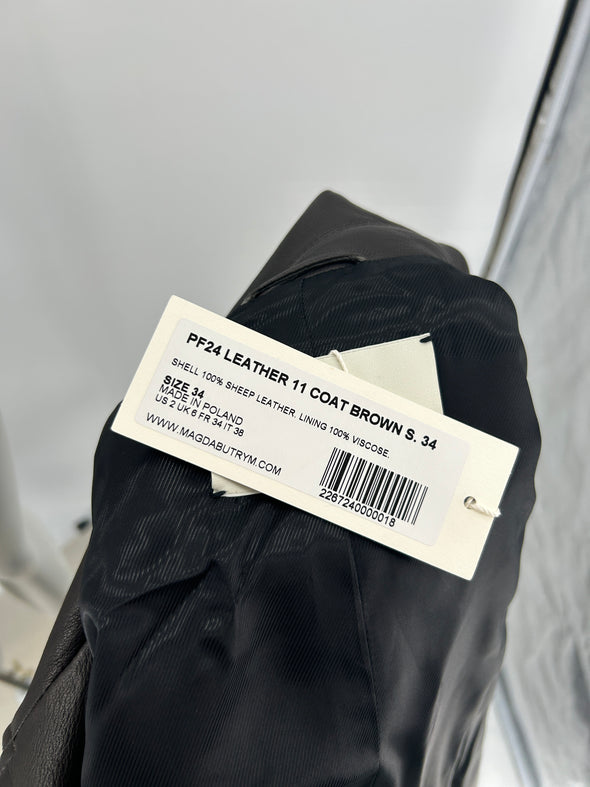 PF24 LEATHER 11 COAT BROWN S. 34
SHELL 100% SHEEP LEATHER, LINING 100% VISCOSE.
SIZE 34
MADE IN POLAND
US 2 UK 6 FR 34 IT 38
WWW.MAGDABUTRYM.COM
2267240000018